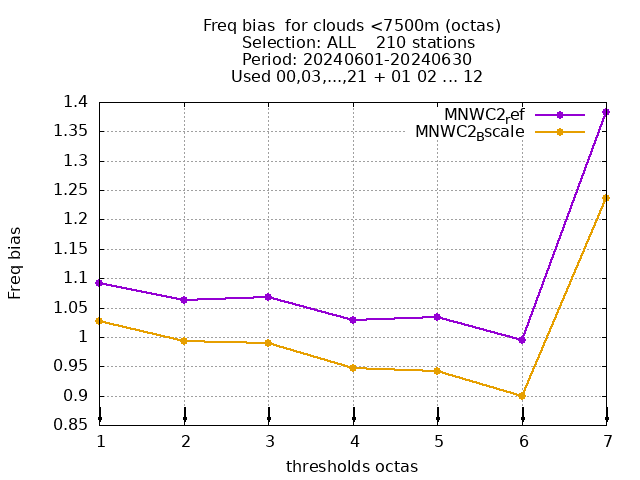 Freq bias  for clouds <7500m (octas)
Selection: ALL    210 stations
Period: 20240601-20240630
Used 00,03,...,21 + 01 02 ... 12
MNWC2ref
MNWC2Bscale
1.4
1.35
1.3
1.25
1.2
1.15
1.1
1.05
1
0.95
0.9
0.85
Freq bias
1 2 3 4 5 6 7
thresholds octas